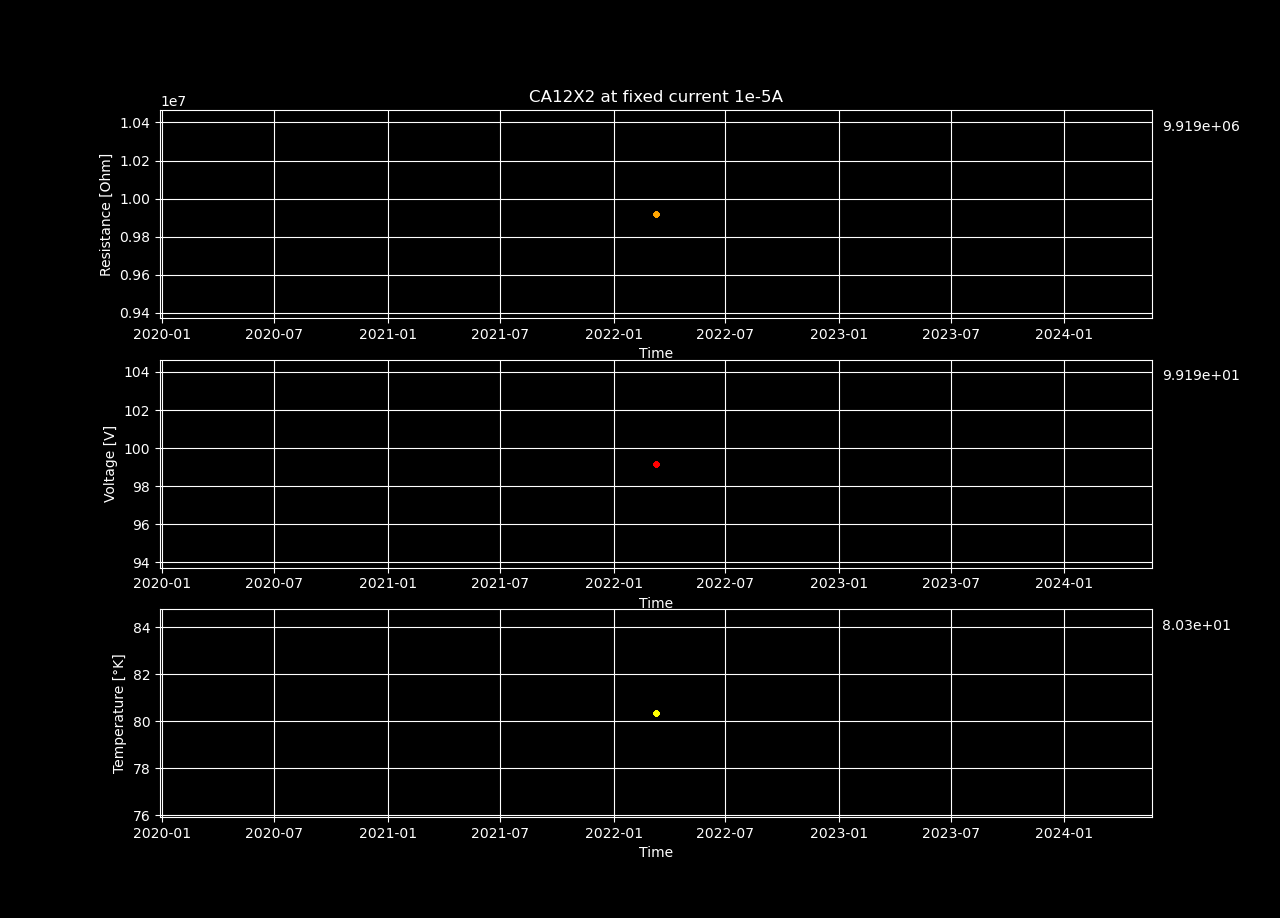 CA12X2 at fixed current 1e-5A
1e7
9.919e+06
1.04
1.02
1.00
0.98
0.96
0.94
Resistance [Ohm]
2020-01 2020-07 2021-01 2021-07 2022-01 2022-07 2023-01 2023-07 2024-01
Time
9.919e+01
104
102
100
98
96
94
Voltage [V]
2020-01 2020-07 2021-01 2021-07 2022-01 2022-07 2023-01 2023-07 2024-01
Time
8.03e+01
84
82
80
78
76
Temperature [°K]
2020-01 2020-07 2021-01 2021-07 2022-01 2022-07 2023-01 2023-07 2024-01
Time